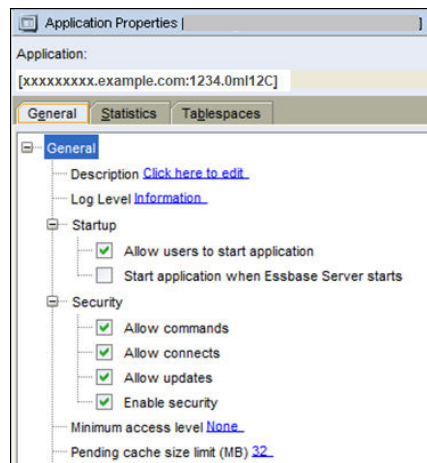 Application Properties [ ]
Application:
[xxxxxxxxx.example.com:1234.0ml12C]
General Statistics Tablespaces
General
Description Click here to edit
Log Level Information
Startup
Allow users to start application
Start application when Essbase Server starts
Security
Allow commands
Allow connects
Allow updates
Enable security
Minimum access level None
Pending cache size limit (MB) 32